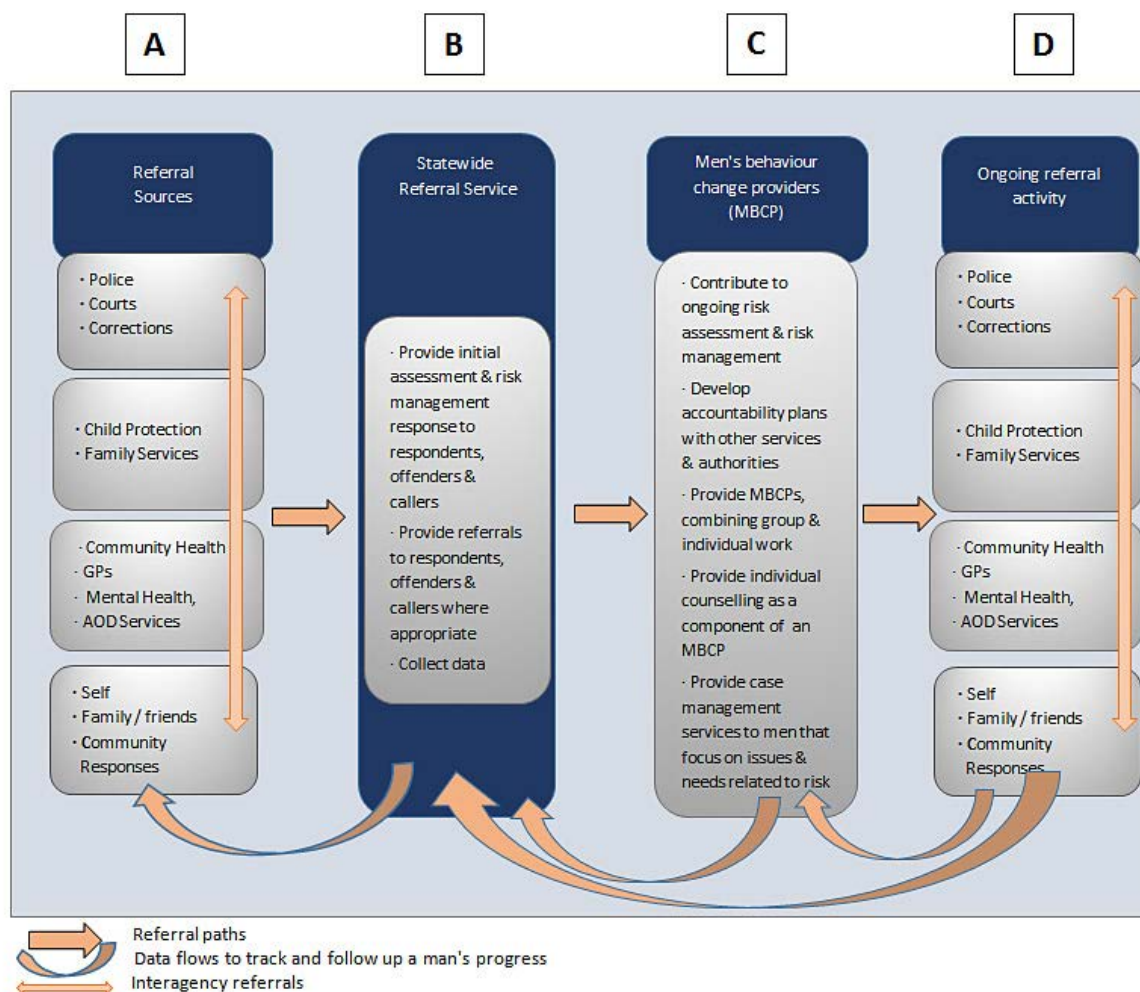 A
B
C
D
Referral
Sources
· Police
· Courts
· Corrections
· Child Protection
· Family Services
· Community Health
· GPs
· Mental Health,
· AOD Services
· Self
· Family / friends
· Community
Responses
Statewide
Referral Service
· Provide initial
assessment & risk
management
response to
respondents,
offenders &
callers
· Provide referrals
to respondents,
offenders &
callers where
appropriate
· Collect data
Men's behaviour
change providers
(MBCP)
· Contribute to
ongoing risk
assessment & risk
management
· Develop
accountability plans
with other services
& authorities
· Provide MBCPs,
combining group &
individual work
· Provide individual
counselling as a
component of an
MBCP
· Provide case
management
services to men that
focus on issues &
needs related to risk
Ongoing referral
activity
· Police
· Courts
· Corrections
· Child Protection
· Family Services
· Community Health
· GPs
· Mental Health,
· AOD Services
· Self
· Family / friends
· Community
Responses
Referral paths
Data flows to track and follow up a man's progress
Interagency referrals